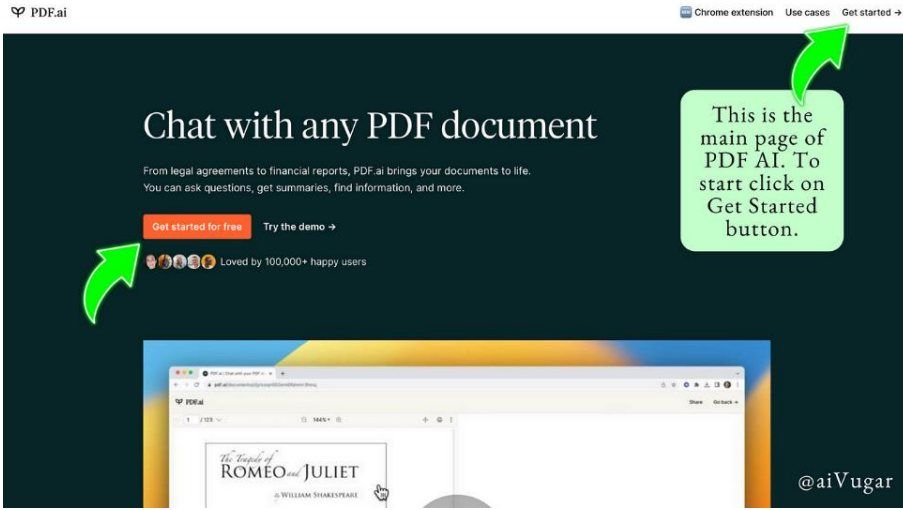 PDF.ai
Chrome extension Use cases Get started →
Chat with any PDF document
From legal agreements to financial reports, PDF.ai brings your documents to life.
You can ask questions, get summaries, find information, and more.
Get started for free Try the demo →
Loved by 100,000+ happy users
This is the
main page of
PDF AI. To
start click on
Get Started
button.
PDF.ai
Share Go back →
1 / 123 144%
The Tragedy of
ROMEO and JULIET
by WILLIAM SHAKESPEARE
@aiVugar